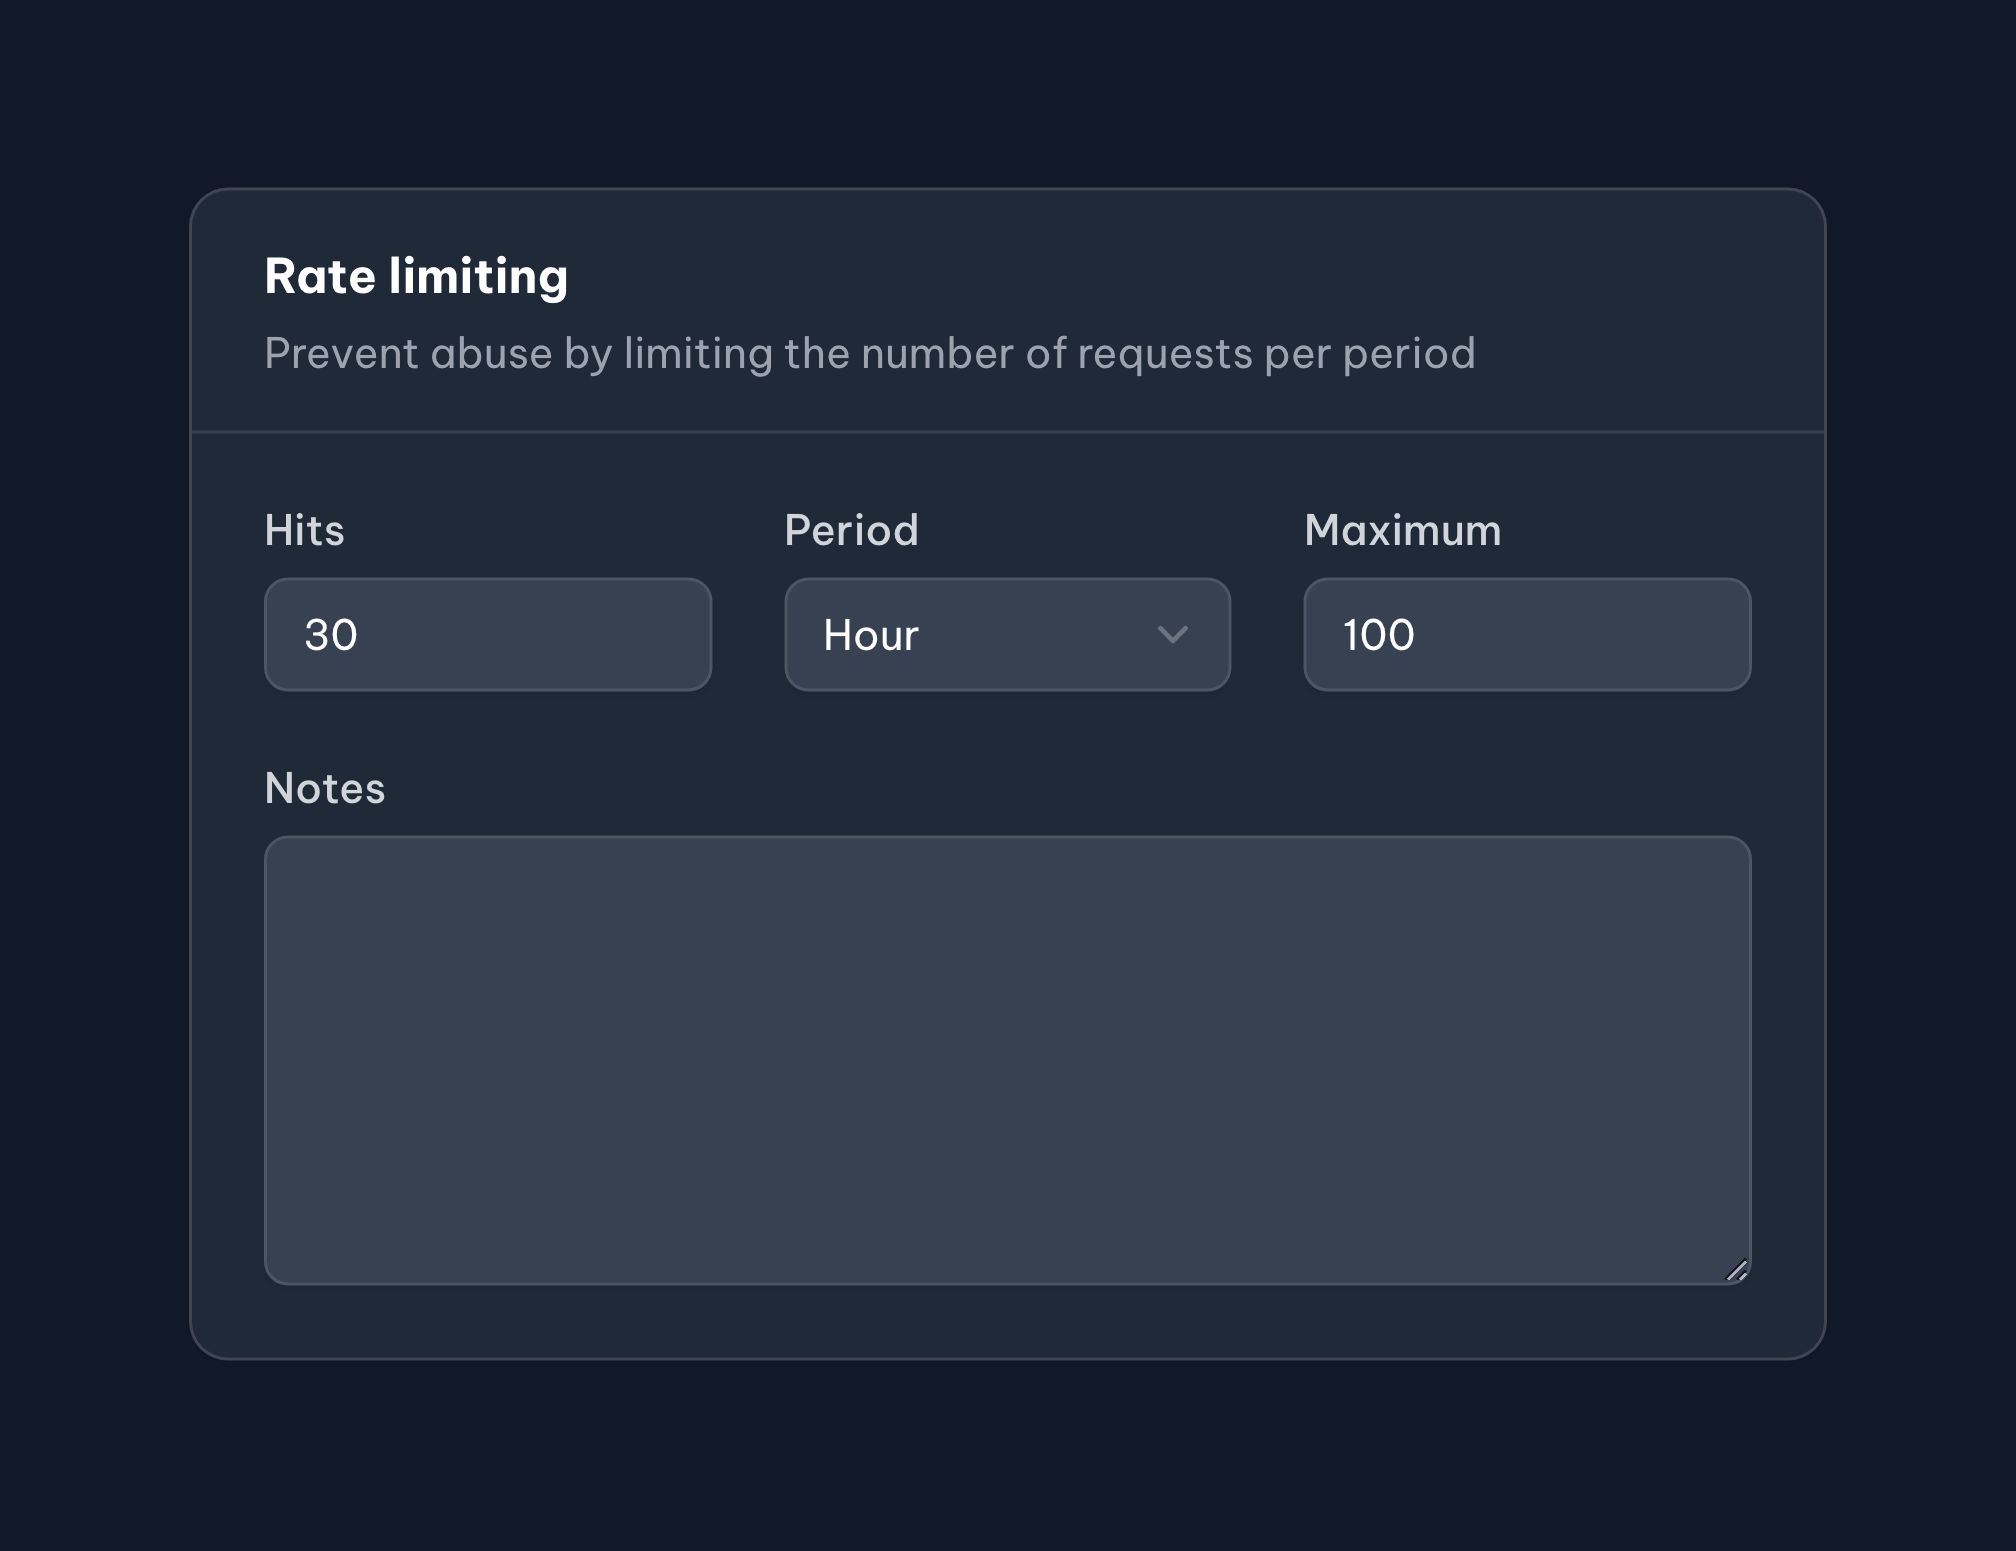 Rate limiting
Prevent abuse by limiting the number of requests per period
Hits Period Maximum
30 Hour 100
Notes